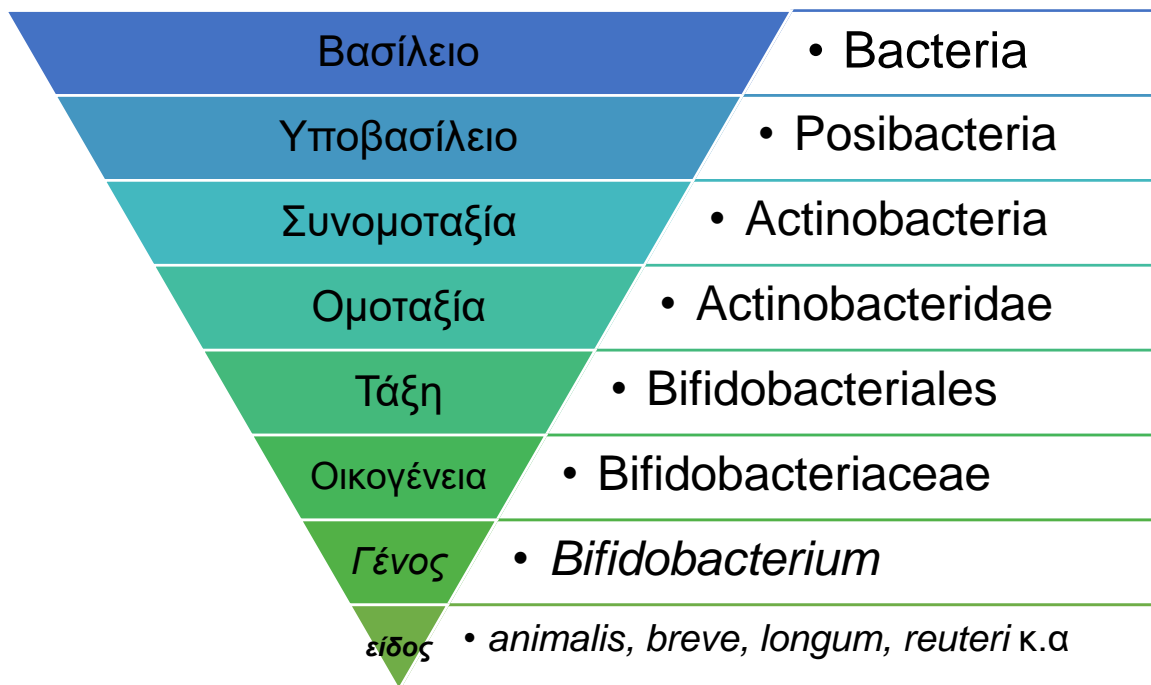 Βασίλειο
• Bacteria
Υποβασίλειο
• Posibacteria
Συνομοταξία
• Actinobacteria
Ομοταξία
• Actinobacteridae
Τάξη
• Bifidobacteriales
Οικογένεια
• Bifidobacteriaceae
Γένος
• Bifidobacterium
είδος
• animalis, breve, longum, reuteri κ.α